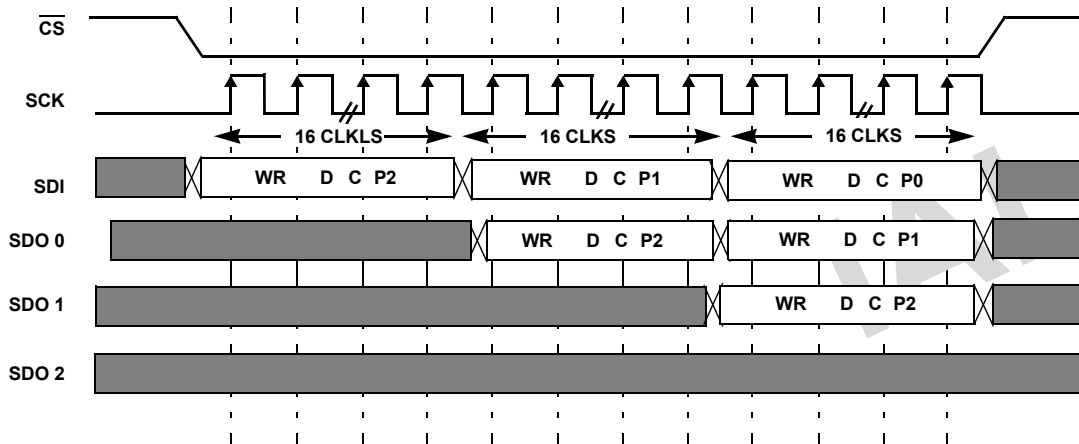 CS
SCK
16 CLKLS 16 CLKS 16 CLKS
SDI WR D C P2 WR D C P1 WR D C P0
SDO 0 WR D C P2 WR D C P1
SDO 1 WR D C P2
SDO 2